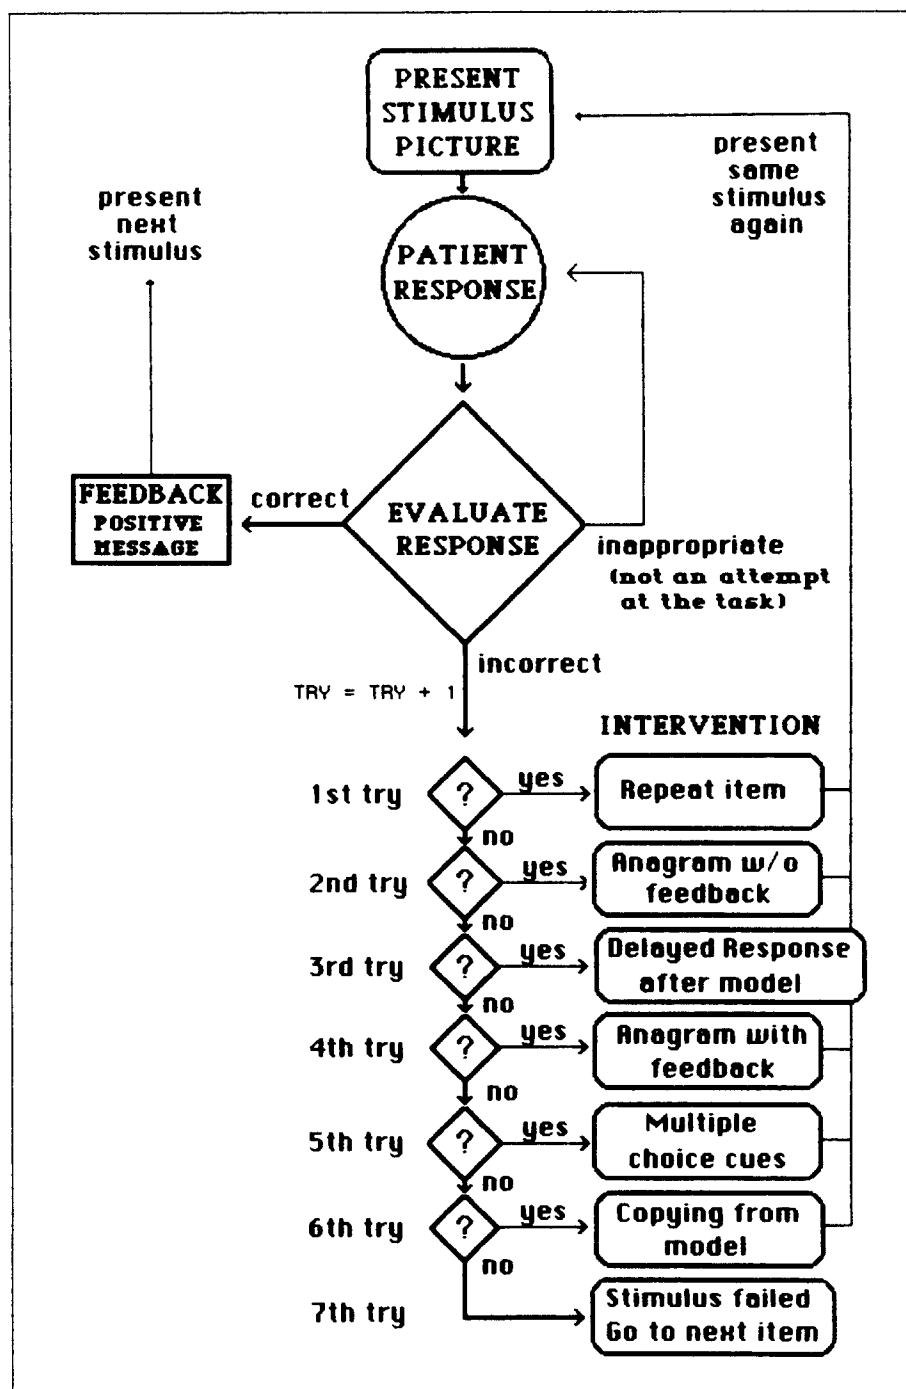 PRESENT
STIMULUS
PICTURE
present
same
stimulus
again
present
next
stimulus
PATIENT
RESPONSE
FEEDBACK
POSITIVE
MESSAGE
correct
EVALUATE
RESPONSE
inappropriate
(not an attempt
at the task)
incorrect
TRY = TRY + 1
INTERVENTION
1st try
?
yes
Repeat item
no
2nd try
?
yes
Anagram w/o
feedback
no
3rd try
?
yes
Delayed Response
after model
no
4th try
?
yes
Anagram with
feedback
no
5th try
?
yes
Multiple
choice cues
no
6th try
?
yes
Copying from
model
no
7th try
Stimulus failed
Go to next item